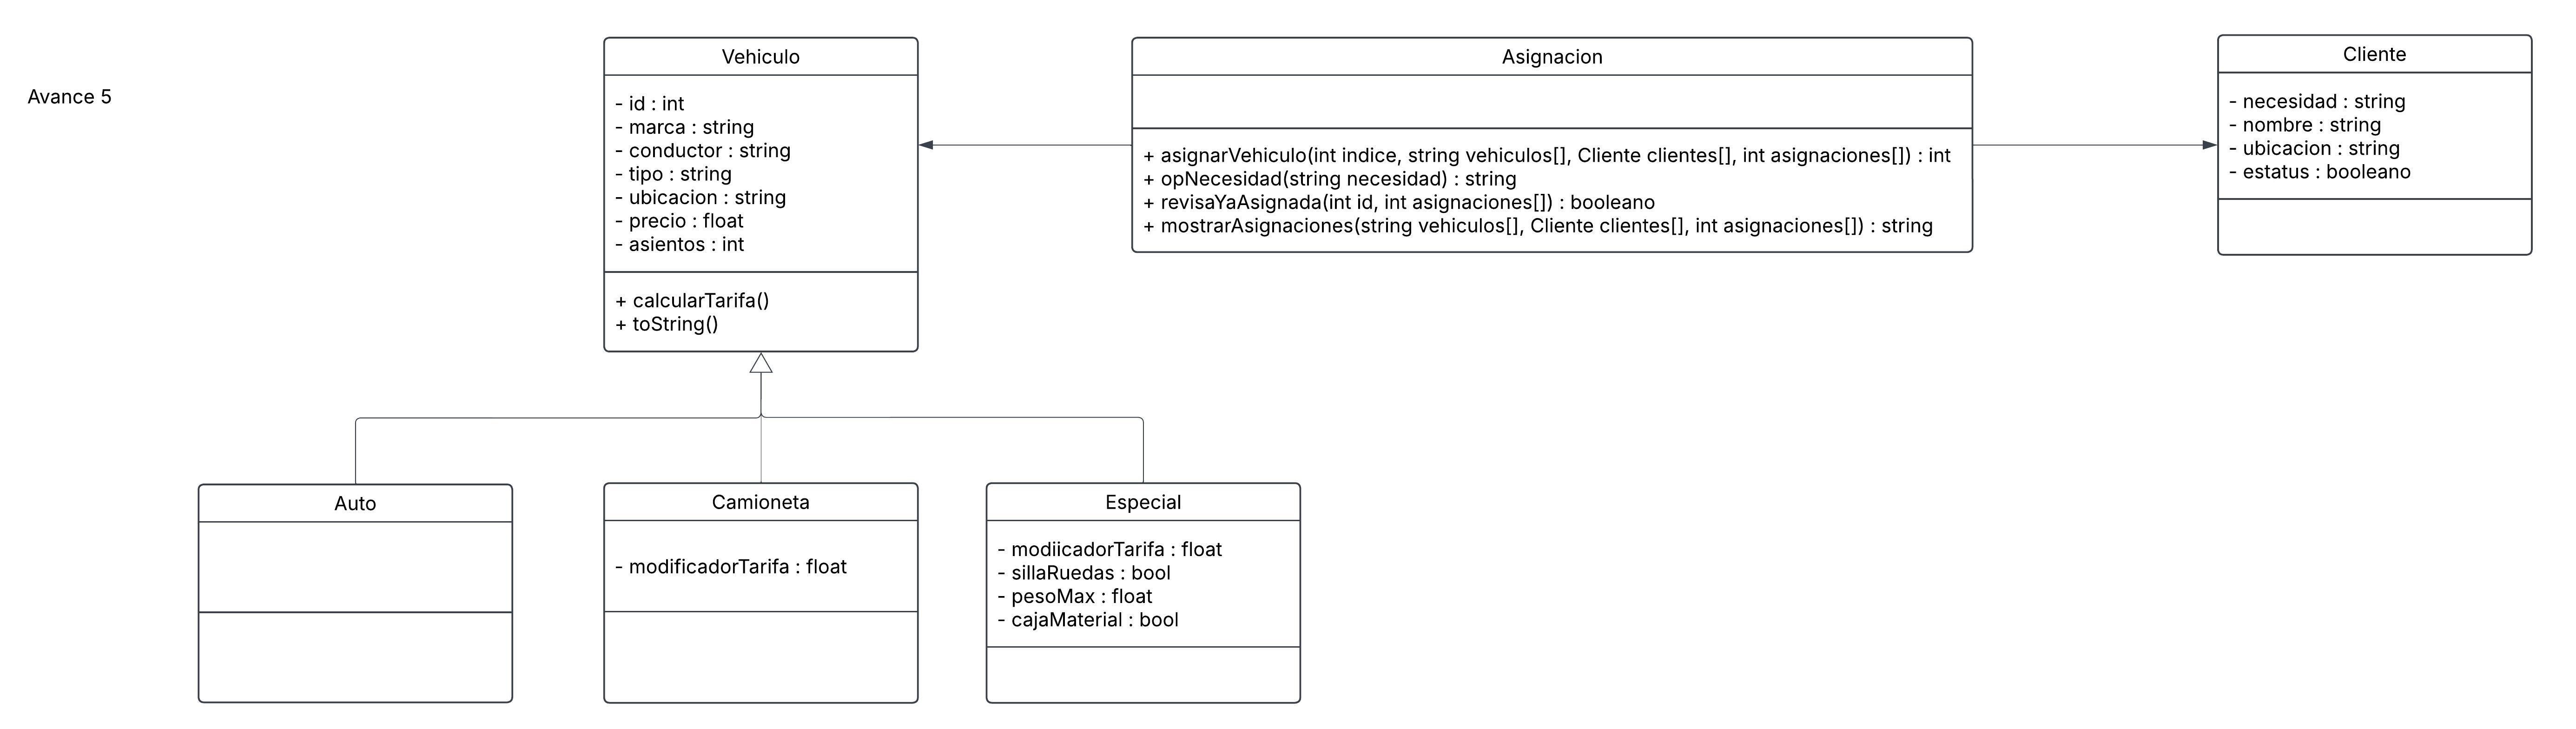 Avance 5
Vehiculo
- id : int
- marca : string
- conductor : string
- tipo : string
- ubicacion : string
- precio : float
- asientos : int
+ calcularTarifa()
+ toString()
Asignacion
+ asignarVehiculo(int indice, string vehiculos[], Cliente clientes[], int asignaciones[]) : int
+ opNecesidad(string necesidad) : string
+ revisaYaAsignada(int id, int asignaciones[]) : booleano
+ mostrarAsignaciones(string vehiculos[], Cliente clientes[], int asignaciones[]) : string
Cliente
- necesidad : string
- nombre : string
- ubicacion : string
- estatus : booleano
Auto
Camioneta
- modificadorTarifa : float
Especial
- modiicadorTarifa : float
- sillaRuedas : bool
- pesoMax : float
- cajaMaterial : bool